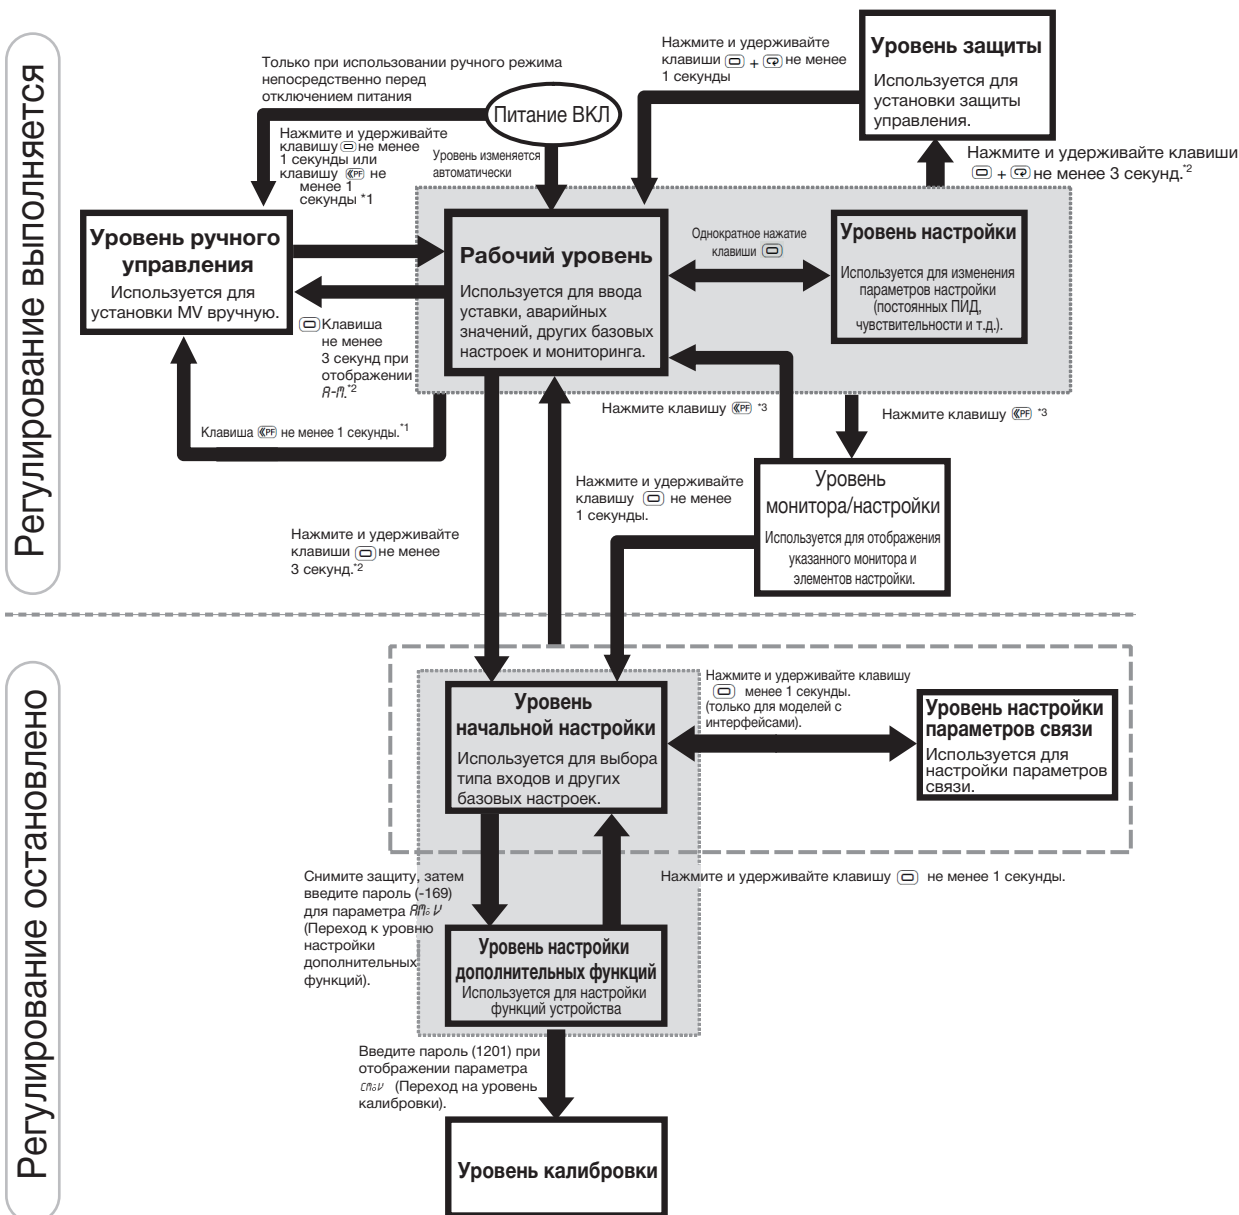 Регулирование выполняется
Только при использовании ручного режима
непосредственно перед
отключением питания
Питание ВКЛ
Нажмите и удерживайте
клавиши + не менее
1 секунды
Уровень защиты
Используется для
установки защиты
управления.
Нажмите и удерживайте
клавишу не менее
1 секунды или
клавишу PF не
менее 1
секунды *1
Уровень изменяется
автоматически
Нажмите и удерживайте клавиши
+ не менее 3 секунд.*2
Уровень ручного
управления
Используется для
установки MV вручную.
Рабочий уровень
Используется для ввода
уставки, аварийных
значений, других базовых
настроек и мониторинга.
Однократное нажатие
клавиши
Уровень настройки
Используется для изменения
параметров настройки
(постоянных ПИД,
чувствительности и т.д.).
Клавиша
не менее
3 секунд при
отображении
A-M.*2
Клавиша PF не менее 1 секунды.*1
Нажмите клавишу PF *3
Нажмите клавишу PF *3
Уровень
монитора/настройки
Используется для отображения
указанного монитора и
элементов настройки.
Нажмите и удерживайте
клавишу не менее
1 секунды.
Нажмите и удерживайте
клавиши не менее
3 секунд.*2
Регулирование остановлено
Уровень
начальной настройки
Используется для выбора
типа входов и других
базовых настроек.
Нажмите и удерживайте клавишу
менее 1 секунды.
(только для моделей с
интерфейсами).
Уровень настройки
параметров связи
Используется для
настройки параметров
связи.
Снимите защиту, затем
введите пароль (-169)
для параметра AMoV
(Переход к уровню
настройки
дополнительных
функций).
Нажмите и удерживайте клавишу не менее 1 секунды.
Уровень настройки
дополнительных функций
Используется для настройки
функций устройства
Введите пароль (1201) при
отображении параметра
CMoV (Переход на уровень
калибровки).
Уровень калибровки